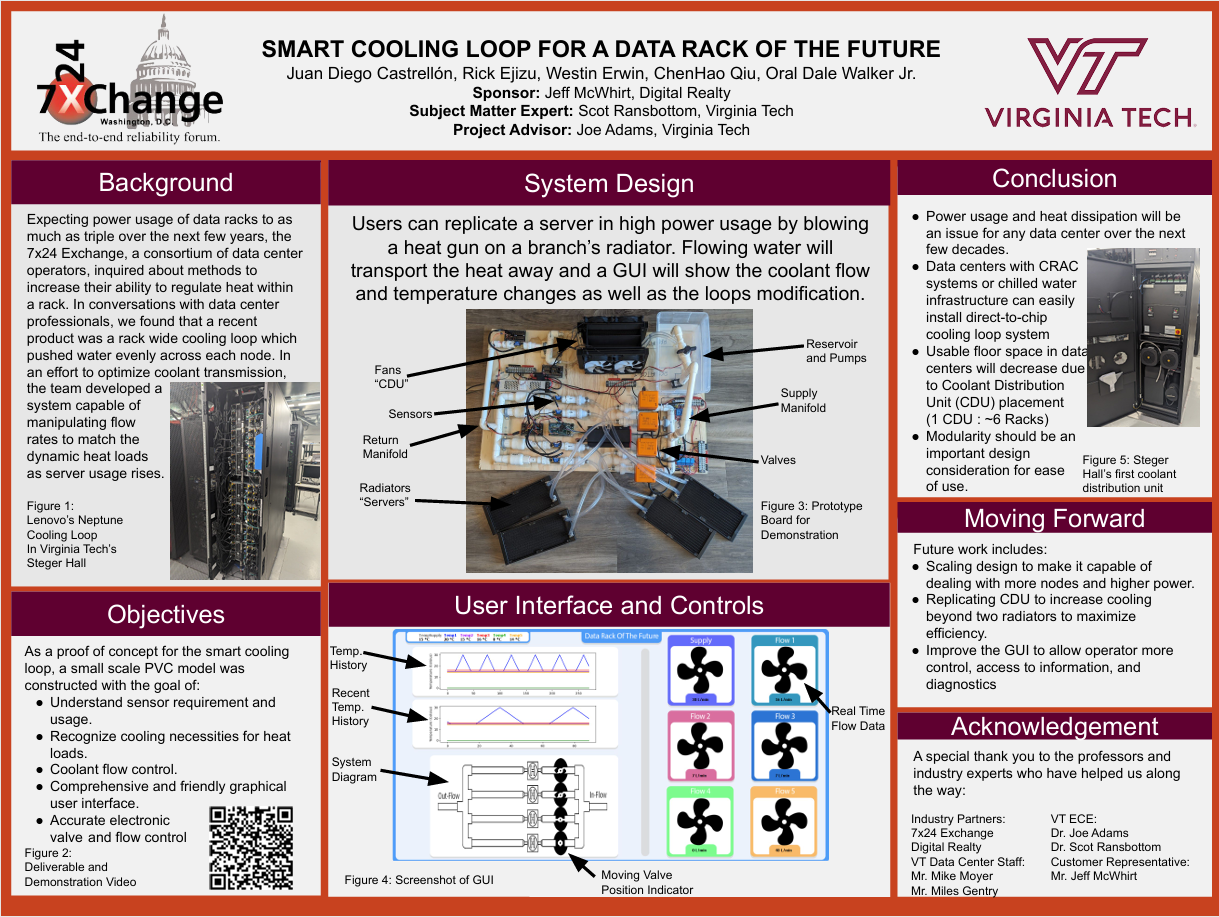 24
7XChange
Washington, D.C.
The end-to-end reliability forum.
SMART COOLING LOOP FOR A DATA RACK OF THE FUTURE
Juan Diego Castrellón, Rick Ejizu, Westin Erwin, ChenHao Qiu, Oral Dale Walker Jr.
Sponsor: Jeff McWhirt, Digital Realty
Subject Matter Expert: Scot Ransbottom, Virginia Tech
Project Advisor: Joe Adams, Virginia Tech
VT
VIRGINIA TECH.
Background
Expecting power usage of data racks to as
much as triple over the next few years, the
7x24 Exchange, a consortium of data center
operators, inquired about methods to
increase their ability to regulate heat within
a rack. In conversations with data center
professionals, we found that a recent
product was a rack wide cooling loop which
pushed water evenly across each node. In
an effort to optimize coolant transmission,
the team developed a
system capable of
manipulating flow
rates to match the
dynamic heat loads
as server usage rises.
Figure 1:
Lenovo's Neptune
Cooling Loop
In Virginia Tech's
Steger Hall
Objectives
As a proof of concept for the smart cooling
loop, a small scale PVC model was
constructed with the goal of:
● Understand sensor requirement and
usage.
● Recognize cooling necessities for heat
loads.
● Coolant flow control.
● Comprehensive and friendly graphical
user interface.
● Accurate electronic
valve and flow control
Figure 2:
Deliverable and
Demonstration Video
System Design
Users can replicate a server in high power usage by blowing
a heat gun on a branch's radiator. Flowing water will
transport the heat away and a GUI will show the coolant flow
and temperature changes as well as the loops modification.
Fans
“CDU”
Sensors
Return
Manifold
Radiators
“Servers”
Reservoir
and Pumps
Supply
Manifold
Valves
Figure 3: Prototype
Board for
Demonstration
User Interface and Controls
Temp.
History
Recent
Temp.
History
System
Diagram
Data Rack Of The Future
Supply
Flow 1
Flow 2
Flow 3
Flow 4
Flow 5
Out-Flow
In-Flow
Real Time
Flow Data
Moving Valve
Position Indicator
Figure 4: Screenshot of GUI
Conclusion
● Power usage and heat dissipation will be
an issue for any data center over the next
few decades.
● Data centers with CRAC
systems or chilled water
infrastructure can easily
install direct-to-chip
cooling loop system
● Usable floor space in data
centers will decrease due
to Coolant Distribution
Unit (CDU) placement
(1 CDU : ~6 Racks)
● Modularity should be an
important design
consideration for ease
of use.
Figure 5: Steger
Hall's first coolant
distribution unit
Moving Forward
Future work includes:
● Scaling design to make it capable of
dealing with more nodes and higher power.
● Replicating CDU to increase cooling
beyond two radiators to maximize
efficiency.
● Improve the GUI to allow operator more
control, access to information, and
diagnostics
Acknowledgement
A special thank you to the professors and
industry experts who have helped us along
the way:
Industry Partners:
7x24 Exchange
Digital Realty
VT Data Center Staff:
Mr. Mike Moyer
Mr. Miles Gentry
VT ECE:
Dr. Joe Adams
Dr. Scot Ransbottom
Customer Representative:
Mr. Jeff McWhirt